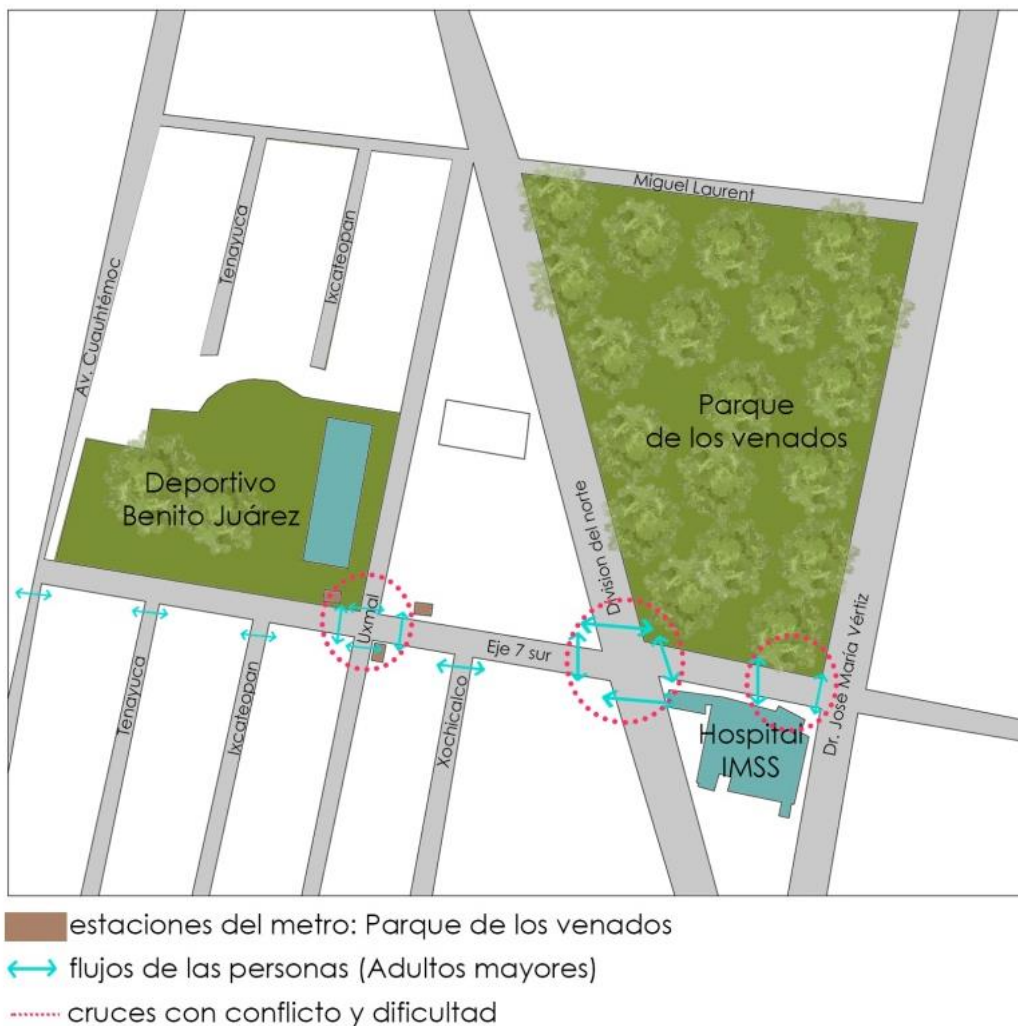 Miguel Laurent
Tenayuca
Ixcateopan
Av. Cuauhtémoc
Parque
de los venados
Deportivo
Benito Juárez
Division del norte
Uxmal
Eje 7 sur
Tenayuca
Ixcateopan
Xochicalco
Hospital
IMSS
Dr. José María Vértiz
estaciones del metro: Parque de los venados
flujos de las personas (Adultos mayores)
cruces con conflicto y dificultad